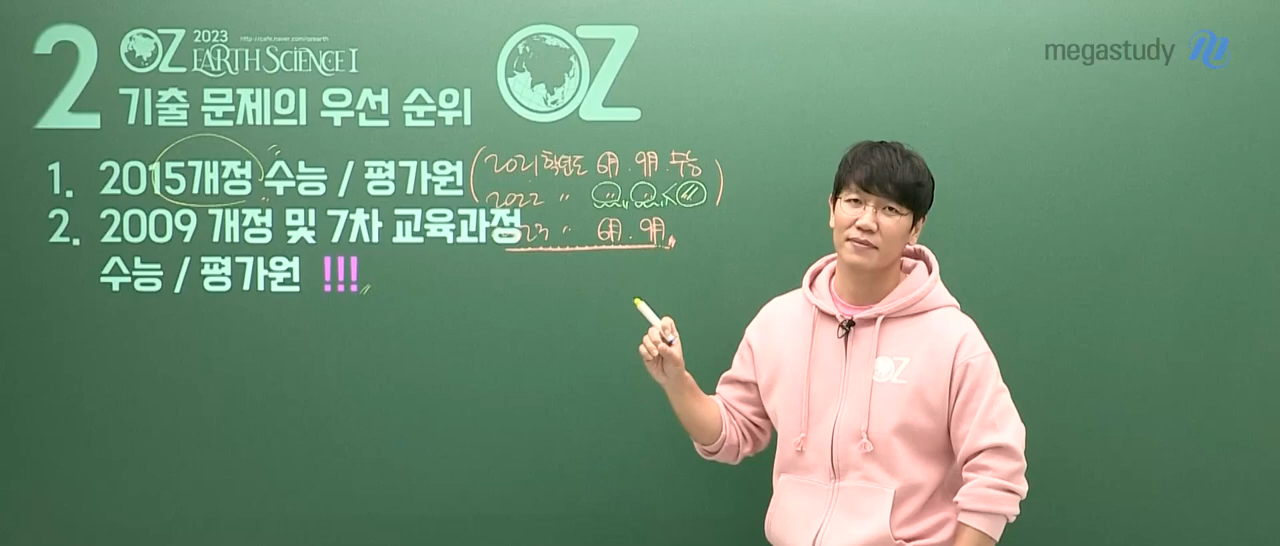 2
OZ 2023 http://cafe.naver.com/ozearth
EARTH SCIENCE I
기출 문제의 우선 순위
OZ
megastudy
1. 2015개정 수능 / 평가원 (2021학년도 6月. 9月. 수능
2022 〃
2. 2009 개정 및 7차 교육과정 23 〃 6月. 9月.
수능 / 평가원 !!!
OZ